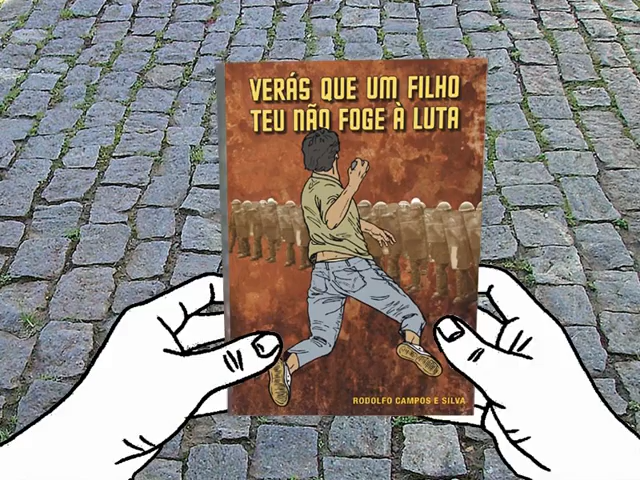 VERÁS QUE UM FILHO
TEU NÃO FOGE À LUTA
RODOLFO CAMPOS E SILVA